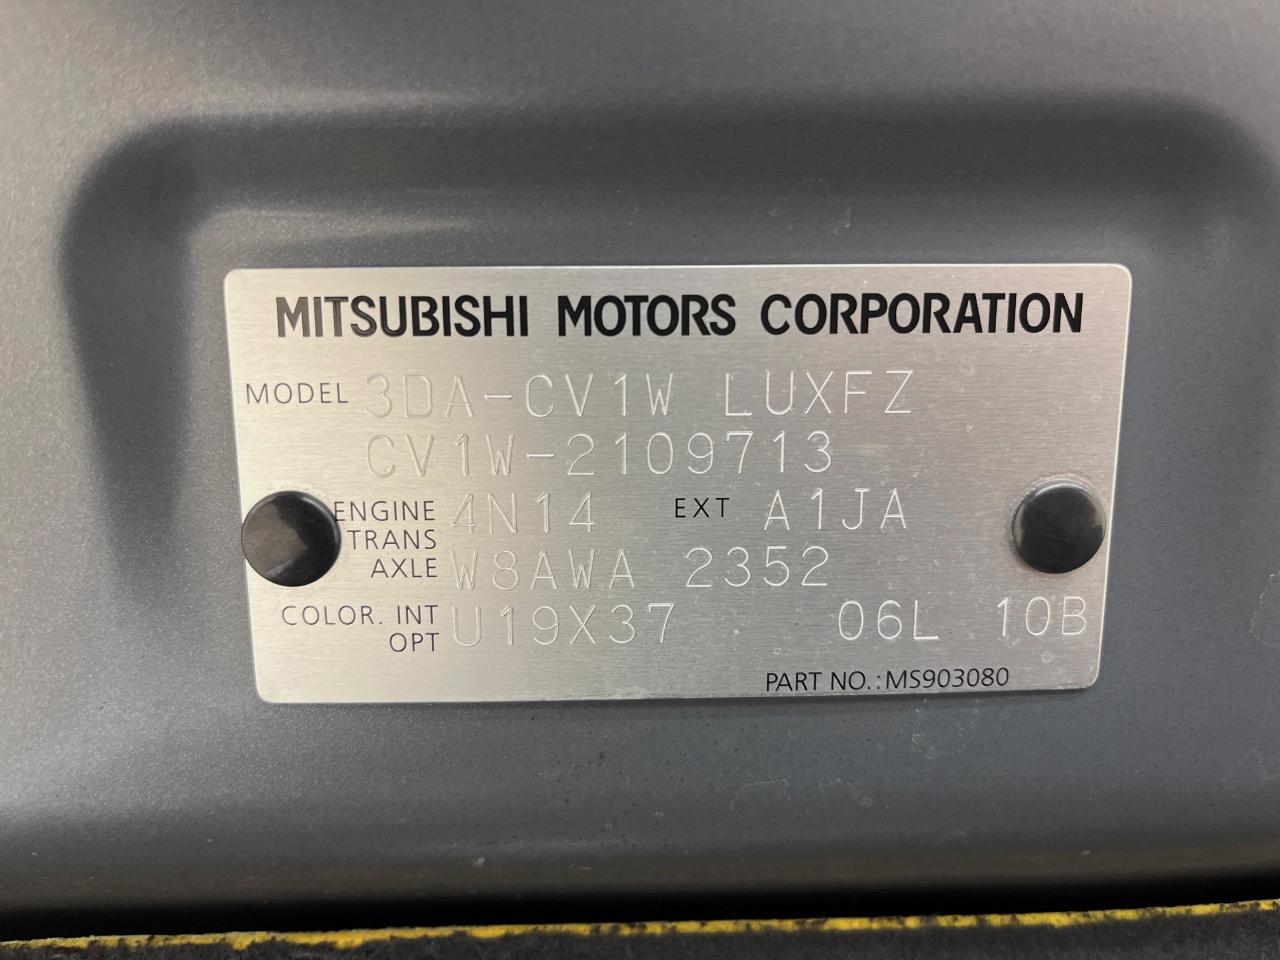 MITSUBISHI MOTORS CORPORATION
MODEL 3DA-CV1W LUXFZ
CV1W-2109713
ENGINE 4N14 EXT A1JA
TRANS
AXLE W8AWA 2352
COLOR. INT
OPT U19X37 06L 10B
PART NO.:MS903080